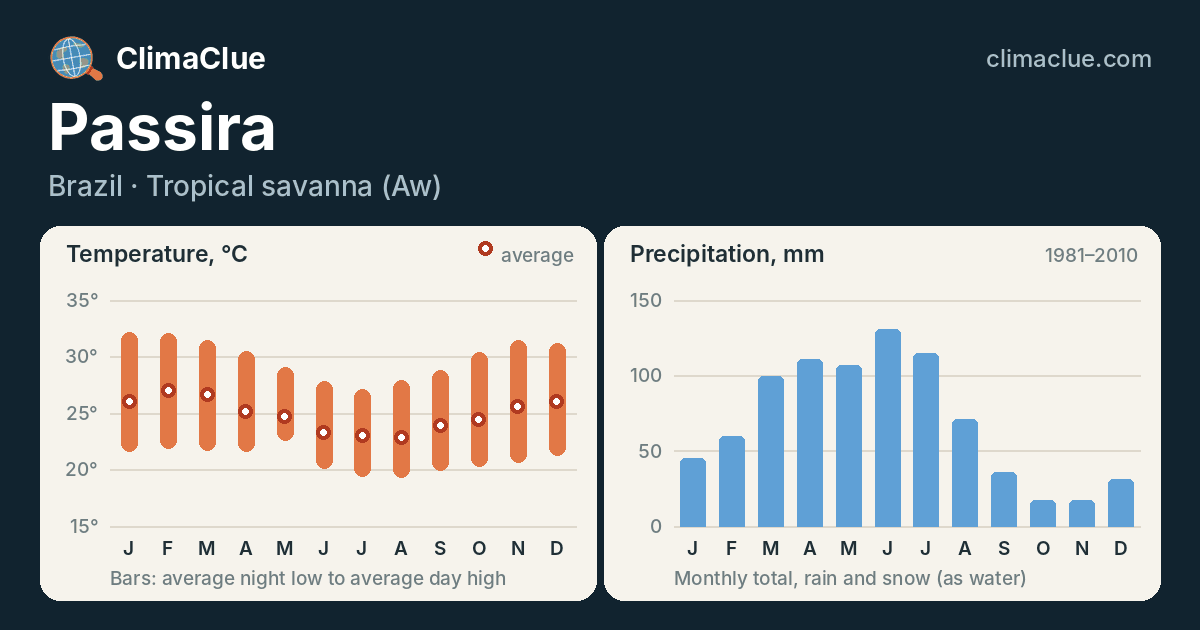 ClimaClue
climaclue.com
Passira
Brazil · Tropical savanna (Aw)
Temperature, °C
average
35°
30°
25°
20°
15°
J F M A M J J A S O N D
Bars: average night low to average day high
Precipitation, mm
1981–2010
150
100
50
0
J F M A M J J A S O N D
Monthly total, rain and snow (as water)